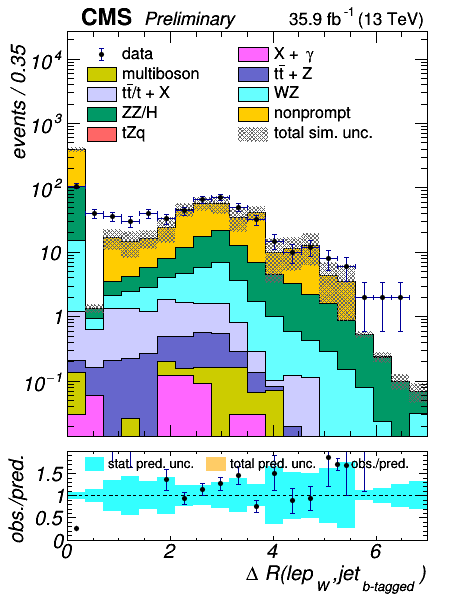 CMS Preliminary 35.9 fb⁻¹ (13 TeV)
events / 0.35
10⁴
10³
10²
10
1
10⁻¹
data
X + γ
multiboson
tt̄ + Z
tt̄/t + X
WZ
ZZ/H
nonprompt
tZq
total sim. unc.
obs./pred.
1.5
1
0.5
0
stat. pred. unc. total pred. unc. obs./pred.
0 2 4 6
Δ R(lep_W, jet_b-tagged)